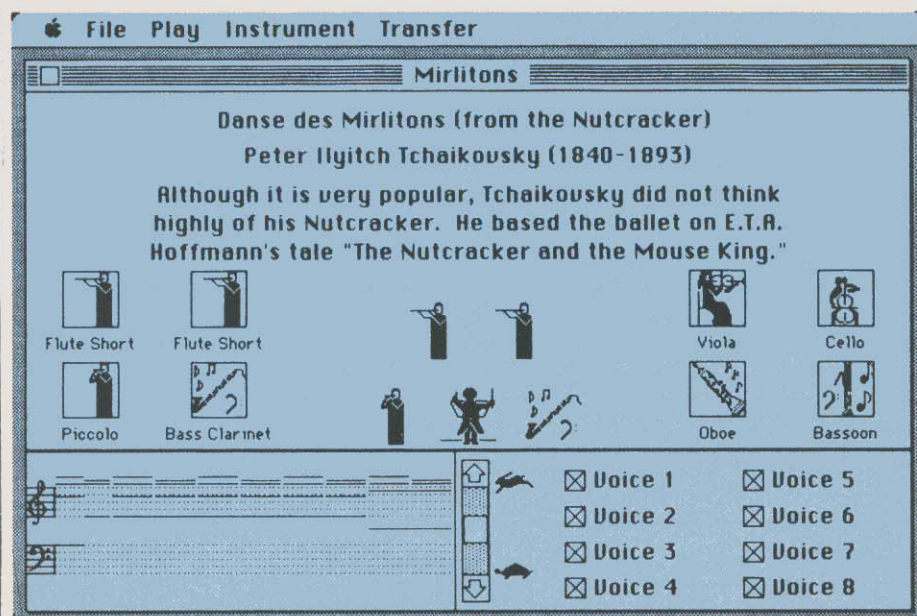 File Play Instrument Transfer
Mirlitons
Danse des Mirlitons (from the Nutcracker)
Peter Ilyitch Tchaikovsky (1840-1893)
Although it is very popular, Tchaikovsky did not think
highly of his Nutcracker. He based the ballet on E.T.A.
Hoffmann's tale "The Nutcracker and the Mouse King."
Flute Short Flute Short Viola Cello
Piccolo Bass Clarinet Oboe Bassoon
Voice 1 Voice 5
Voice 2 Voice 6
Voice 3 Voice 7
Voice 4 Voice 8